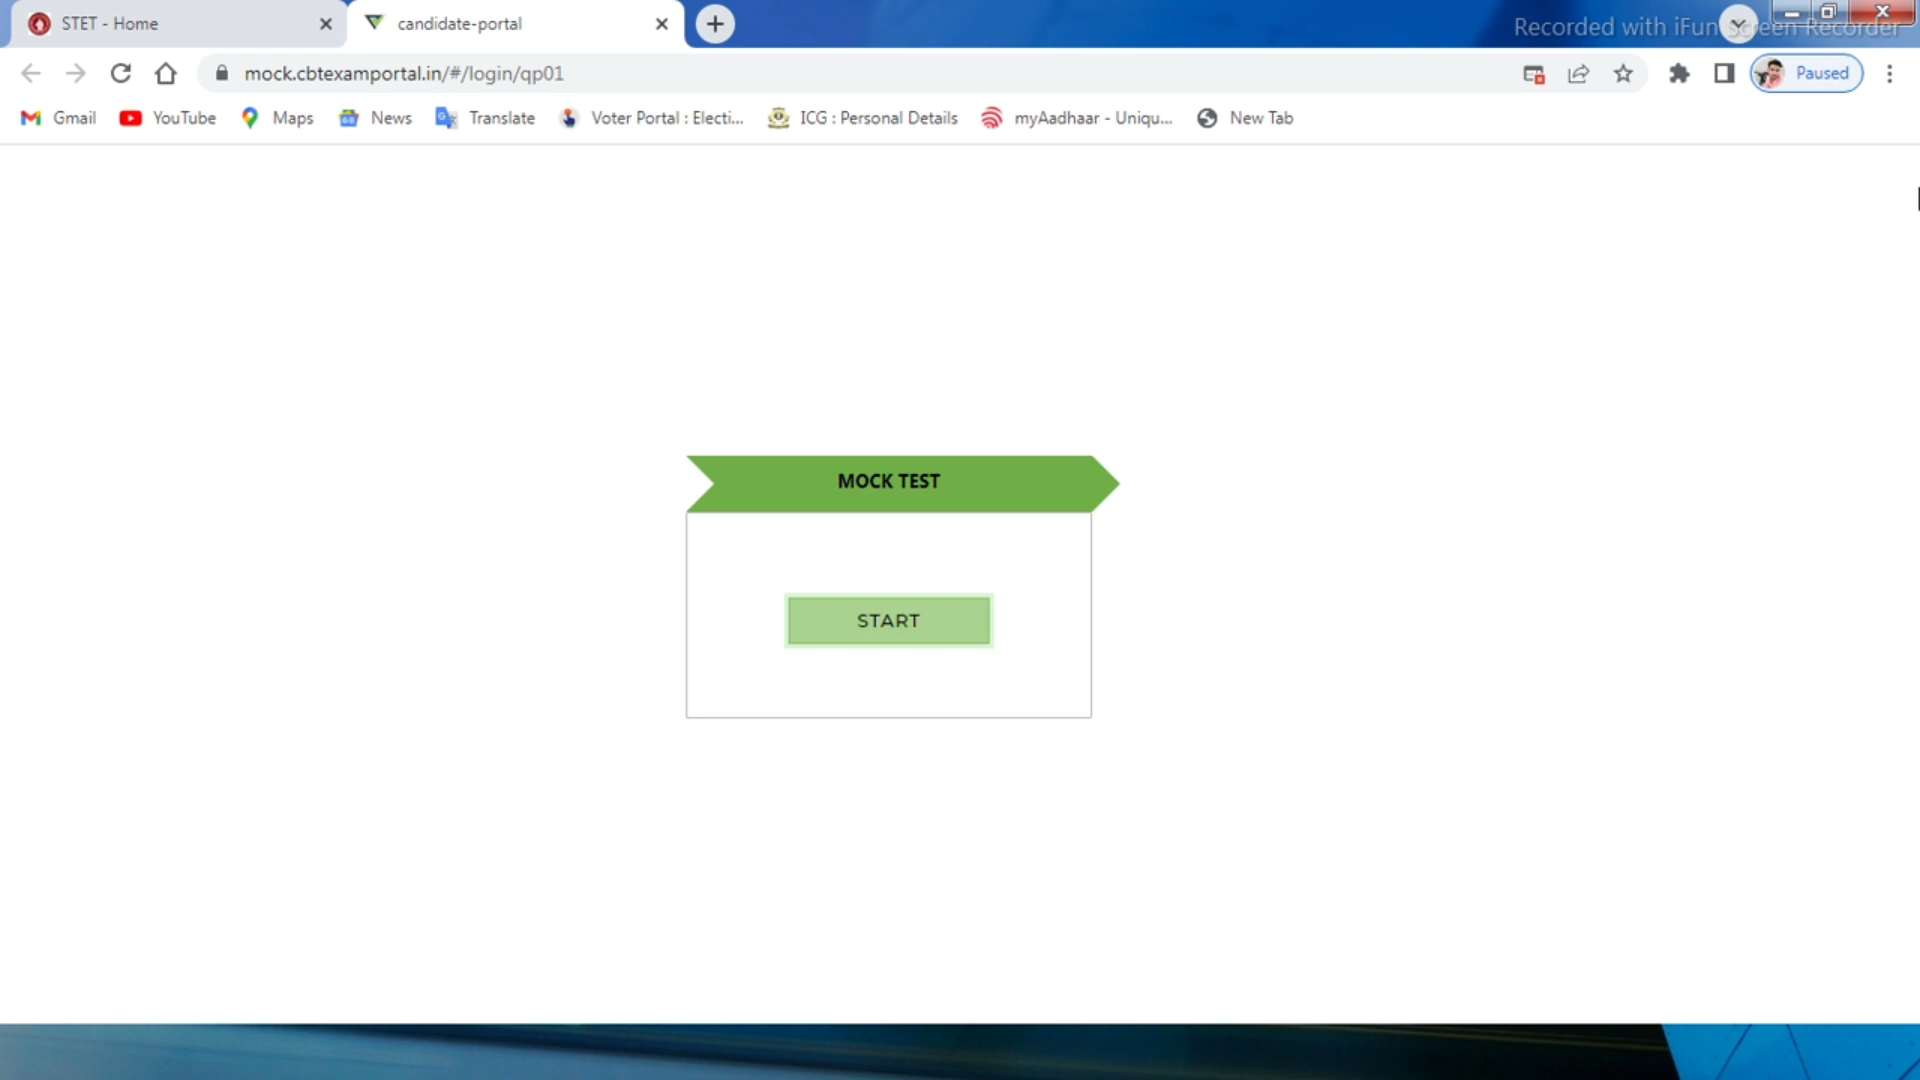 STET - Home
candidate-portal
Recorded with iFun Screen Recorder
mock.cbtexamportal.in/#/login/qp01
Paused
Gmail
YouTube
Maps
News
Translate
Voter Portal : Electi...
ICG : Personal Details
myAadhaar - Uniqu...
New Tab
MOCK TEST
START